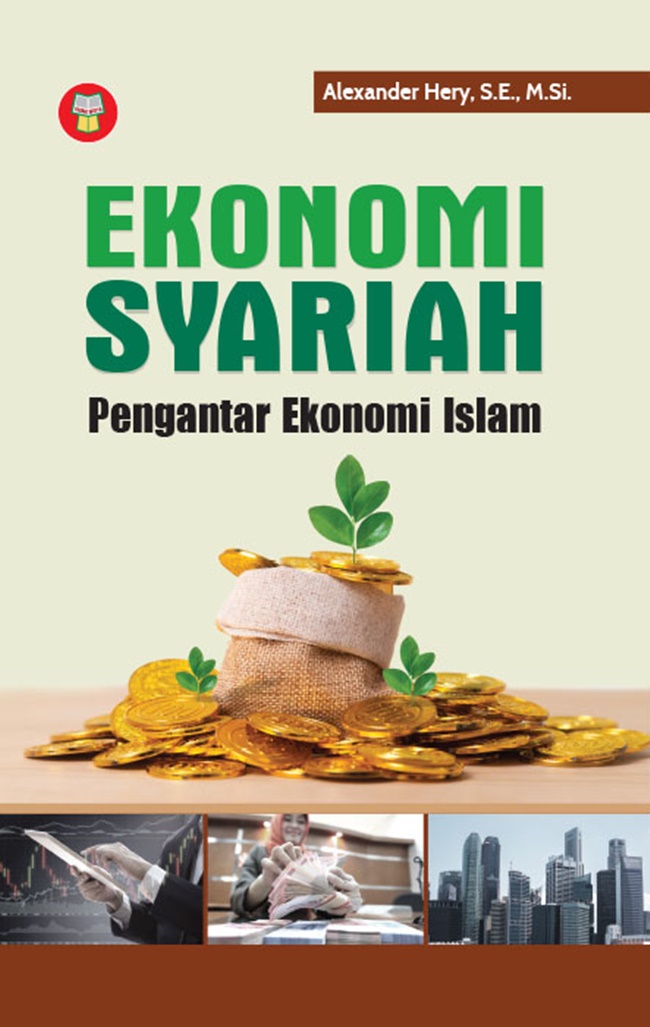 Alexander Hery, S.E., M.Si.
EKONOMI
SYARIAH
Pengantar Ekonomi Islam